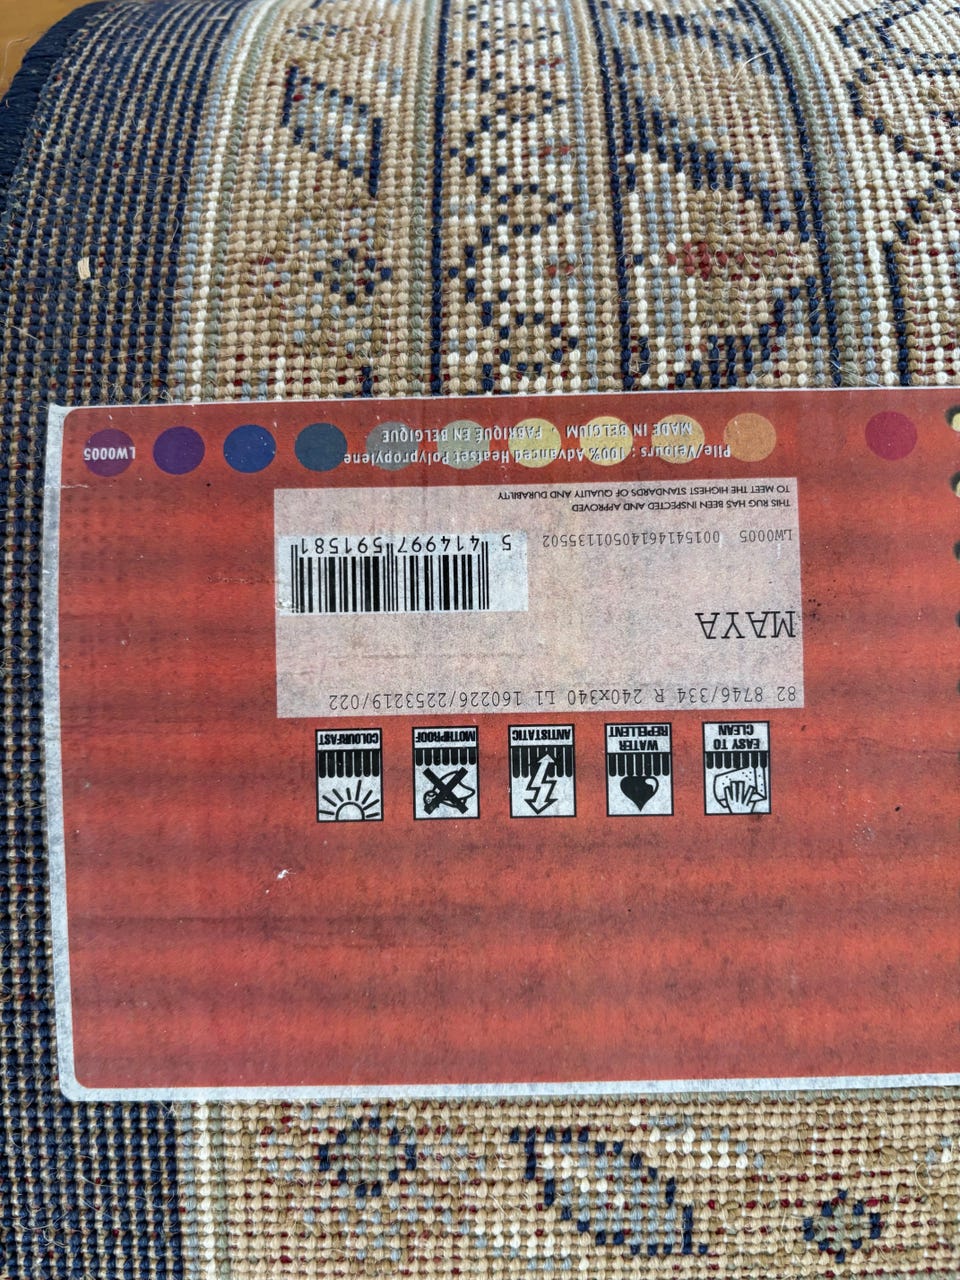 EASY TO
CLEAN
WATER
REPELLENT
ANTISTATIC
MOTHPROOF
COLOURFAST
82 8746/334 R 240x340 L1 160226/2253219/022
MAYA
5 414997 591581
LW0005 00154146140501135502
THIS RUG HAS BEEN INSPECTED AND APPROVED
TO MEET THE HIGHEST STANDARDS OF QUALITY AND DURABILTY
Pile/Velours : 100% Advanced Heatset Polypropylene
LW0005
MADE IN BELGIUM . FABRIQUÉ EN BELGIQUE